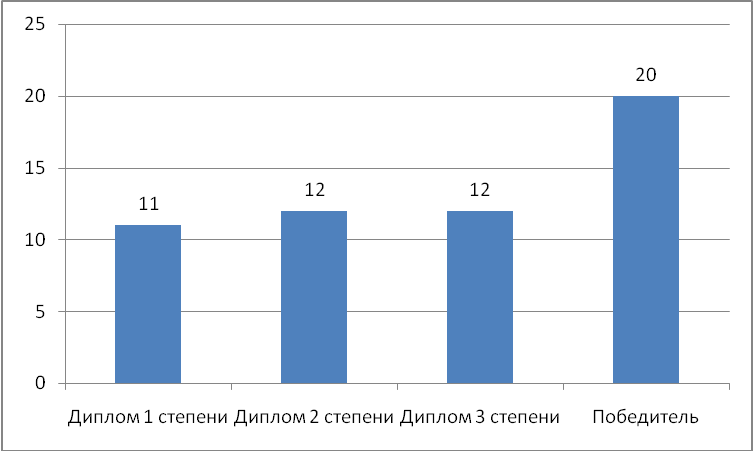 25
20
15
10
5
0
11
12
12
20
Диплом 1 степени
Диплом 2 степени
Диплом 3 степени
Победитель